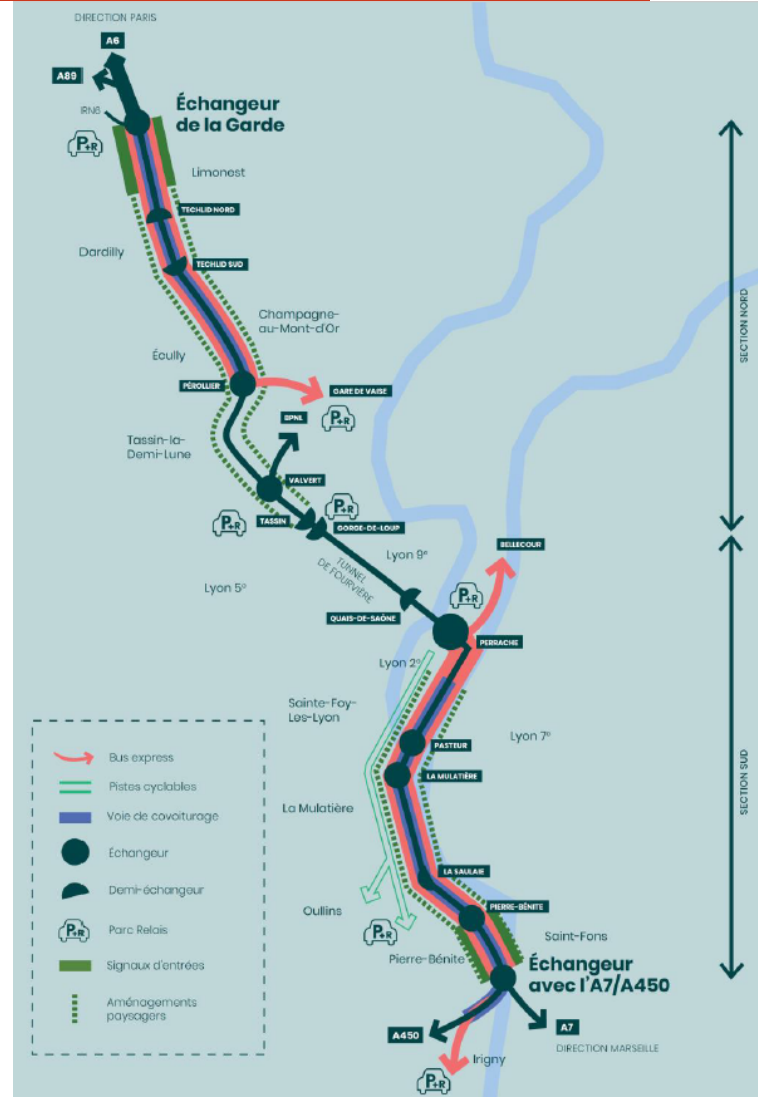 DIRECTION PARIS
A6
A89
IRN6
Échangeur
de la Garde
P+R
Limonest
TECHLID NORD
Dardilly
TECHLID SUD
Champagne-
au-Mont-d'Or
Écully
PÉROLLIER
GARE DE VAISE
P+R
BPNL
Tassin-la-
Demi-Lune
VALVERT
P+R
P+R
TASSIN
GORGE-DE-LOUP
SECTION NORD
BELLECOUR
Lyon 9e
TUNNEL
DE FOURVIÈRE
Lyon 5e
P+R
QUAIS-DE-SAÔNE
PERRACHE
Lyon 2e
Sainte-Foy-
Les-Lyon
Lyon 7e
PASTEUR
LA MULATIÈRE
La Mulatière
SECTION SUD
LA SAULAIE
Oullins
PIERRE-BÉNITE
P+R
Saint-Fons
Pierre-Bénite
Échangeur
avec l'A7/A450
A7
A450
DIRECTION MARSEILLE
Irigny
P+R
Bus express
Pistes cyclables
Voie de covoiturage
Échangeur
Demi-échangeur
P+R
Parc Relais
Signaux d'entrées
Aménagements
paysagers